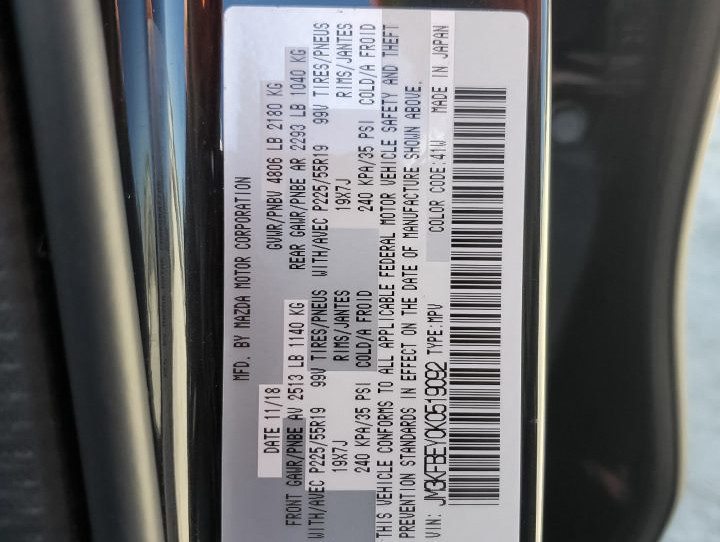 MFD. BY MAZDA MOTOR CORPORATION
DATE 11/18 GVWR/PNBV 4806 LB 2180 KG
FRONT GAWR/PNBE AV 2513 LB 1140 KG REAR GAWR/PNBE AR 2293 LB 1040 KG
WITH/AVEC P225/55R19 99V TIRES/PNEUS WITH/AVEC P225/55R19 99V TIRES/PNEUS
19X7J RIMS/JANTES 19X7J RIMS/JANTES
240 KPA/35 PSI COLD/A FROID 240 KPA/35 PSI COLD/A FROID
THIS VEHICLE CONFORMS TO ALL APPLICABLE FEDERAL MOTOR VEHICLE SAFETY AND THEFT
PREVENTION STANDARDS IN EFFECT ON THE DATE OF MANUFACTURE SHOWN ABOVE.
VIN: JM3KFBEY0K0519092 TYPE:MPV COLOR CODE:41W MADE IN JAPAN